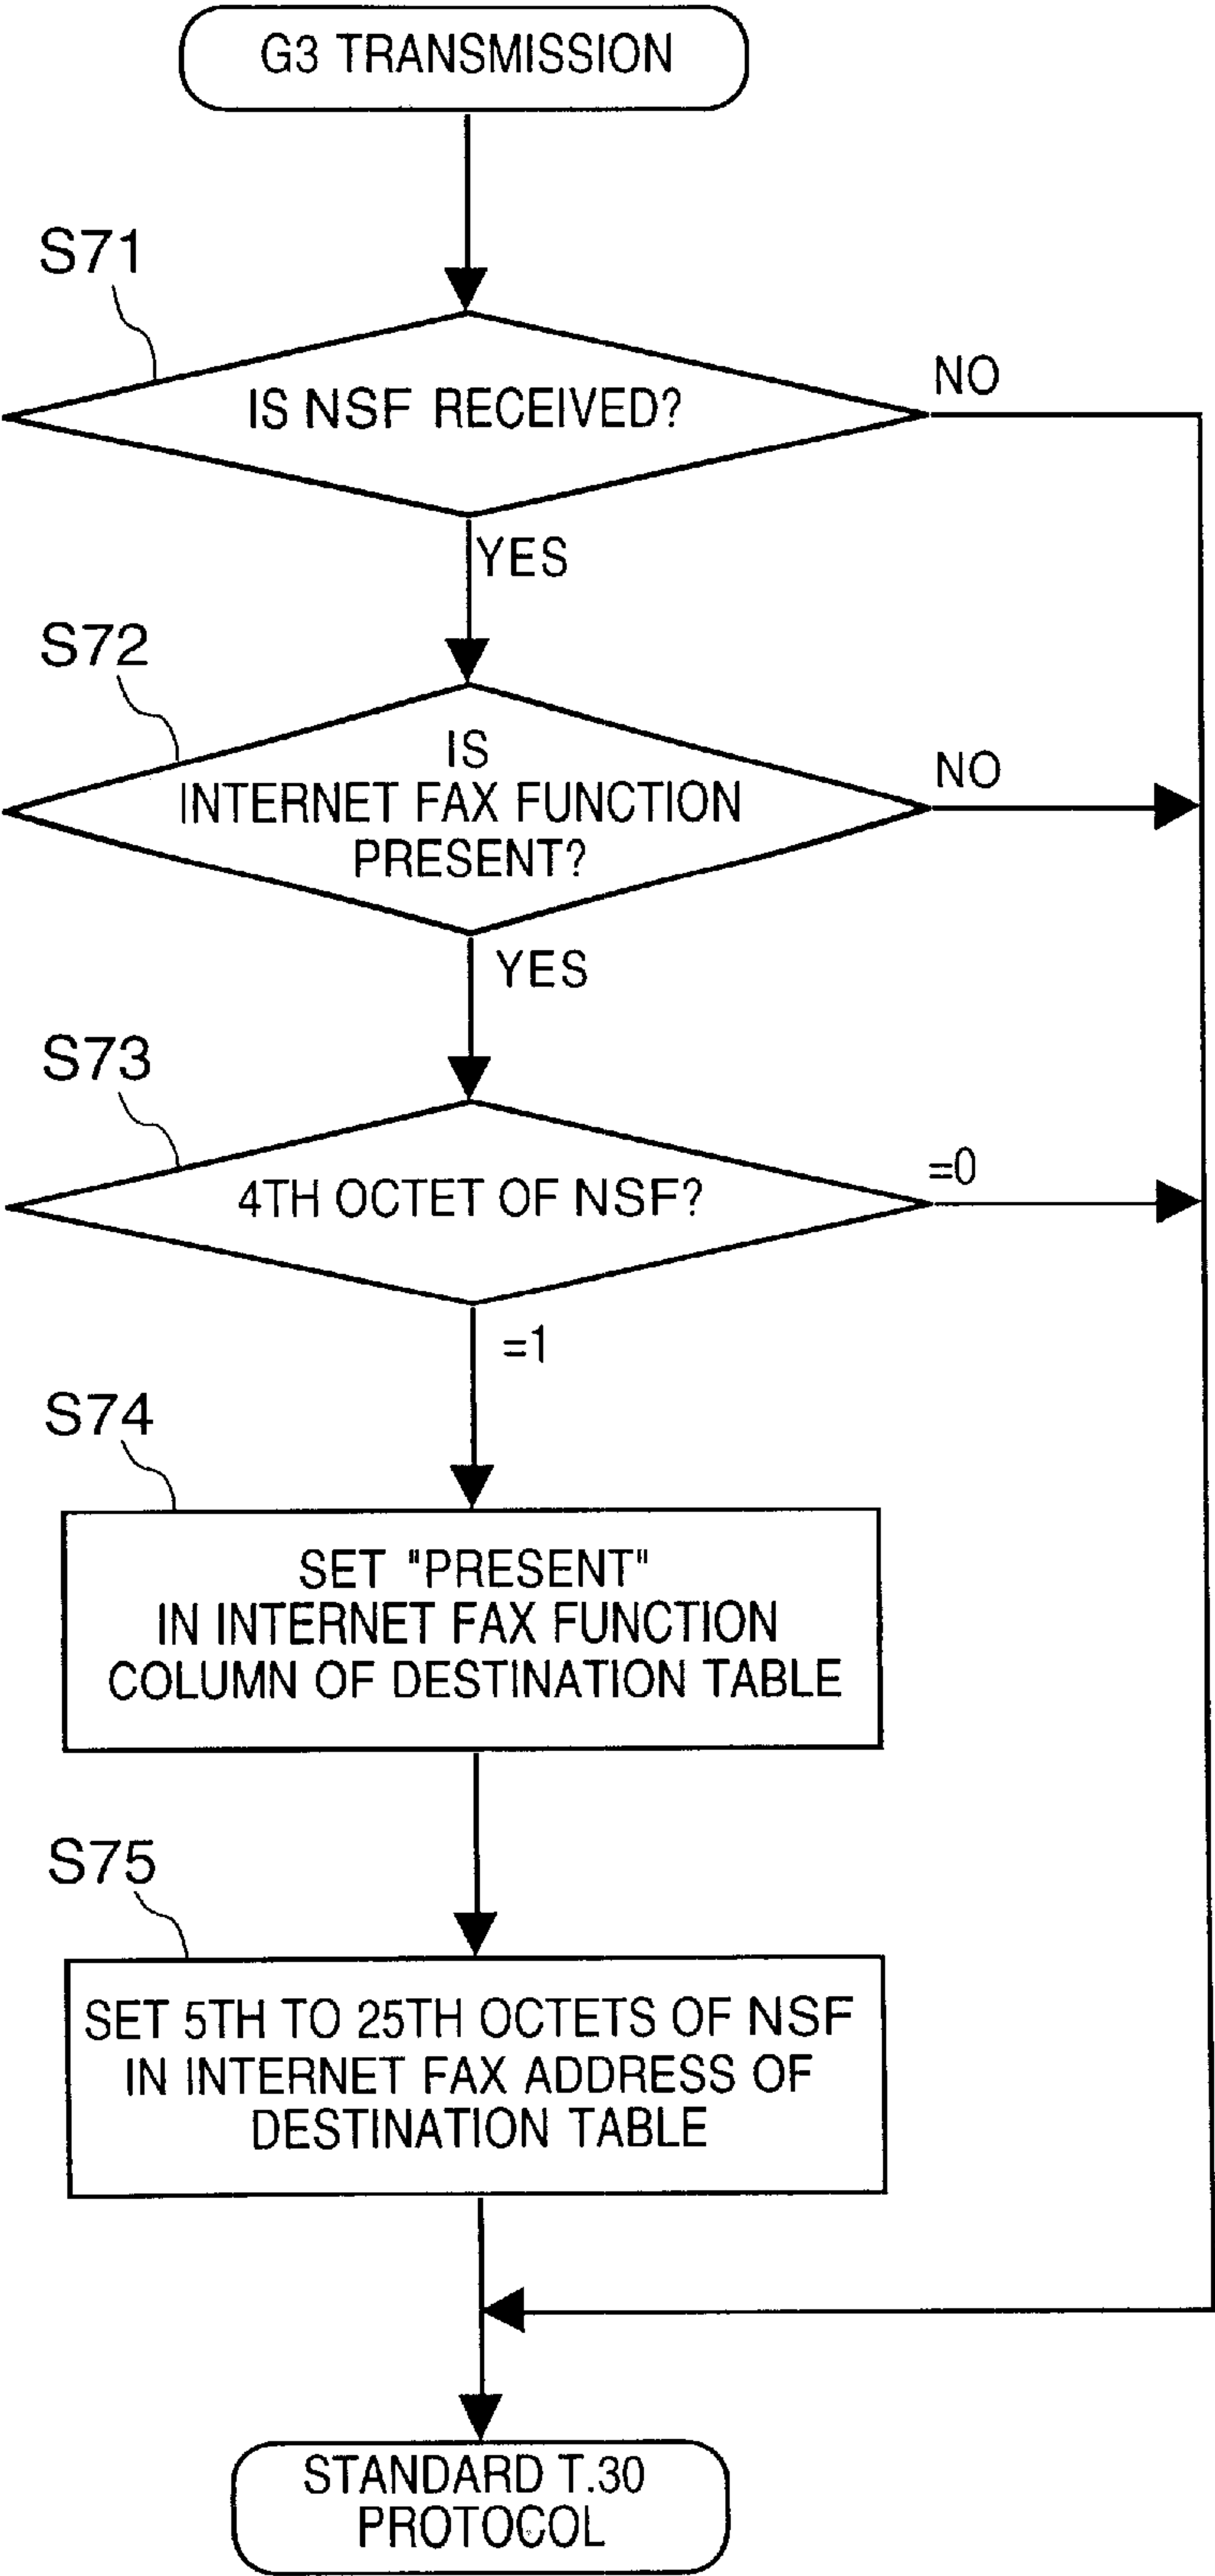 G3 TRANSMISSION
S71
IS NSF RECEIVED?
NO
YES
S72
IS
INTERNET FAX FUNCTION
PRESENT?
NO
YES
S73
4TH OCTET OF NSF?
=0
=1
S74
SET "PRESENT"
IN INTERNET FAX FUNCTION
COLUMN OF DESTINATION TABLE
S75
SET 5TH TO 25TH OCTETS OF NSF
IN INTERNET FAX ADDRESS OF
DESTINATION TABLE
STANDARD T.30
PROTOCOL